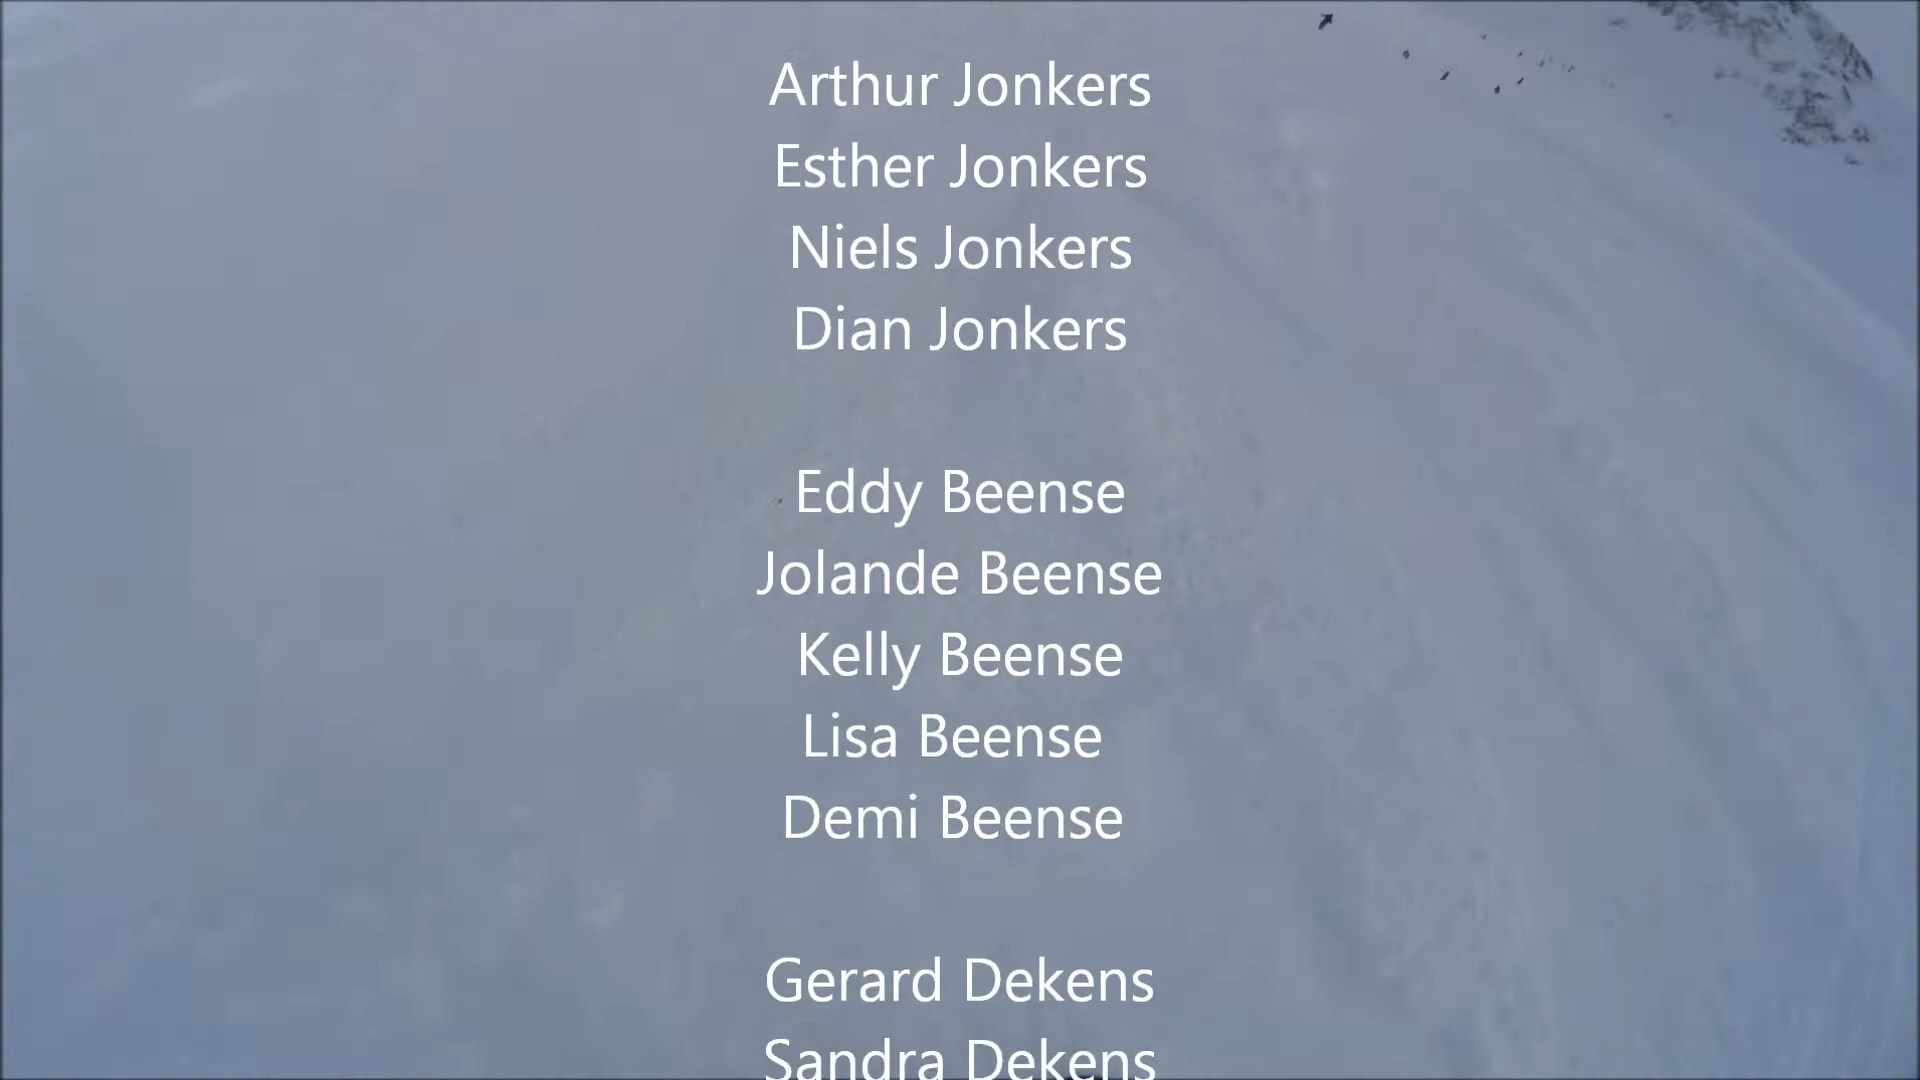 Arthur Jonkers
Esther Jonkers
Niels Jonkers
Dian Jonkers
Eddy Beense
Jolande Beense
Kelly Beense
Lisa Beense
Demi Beense
Gerard Dekens
Sandra Dekens